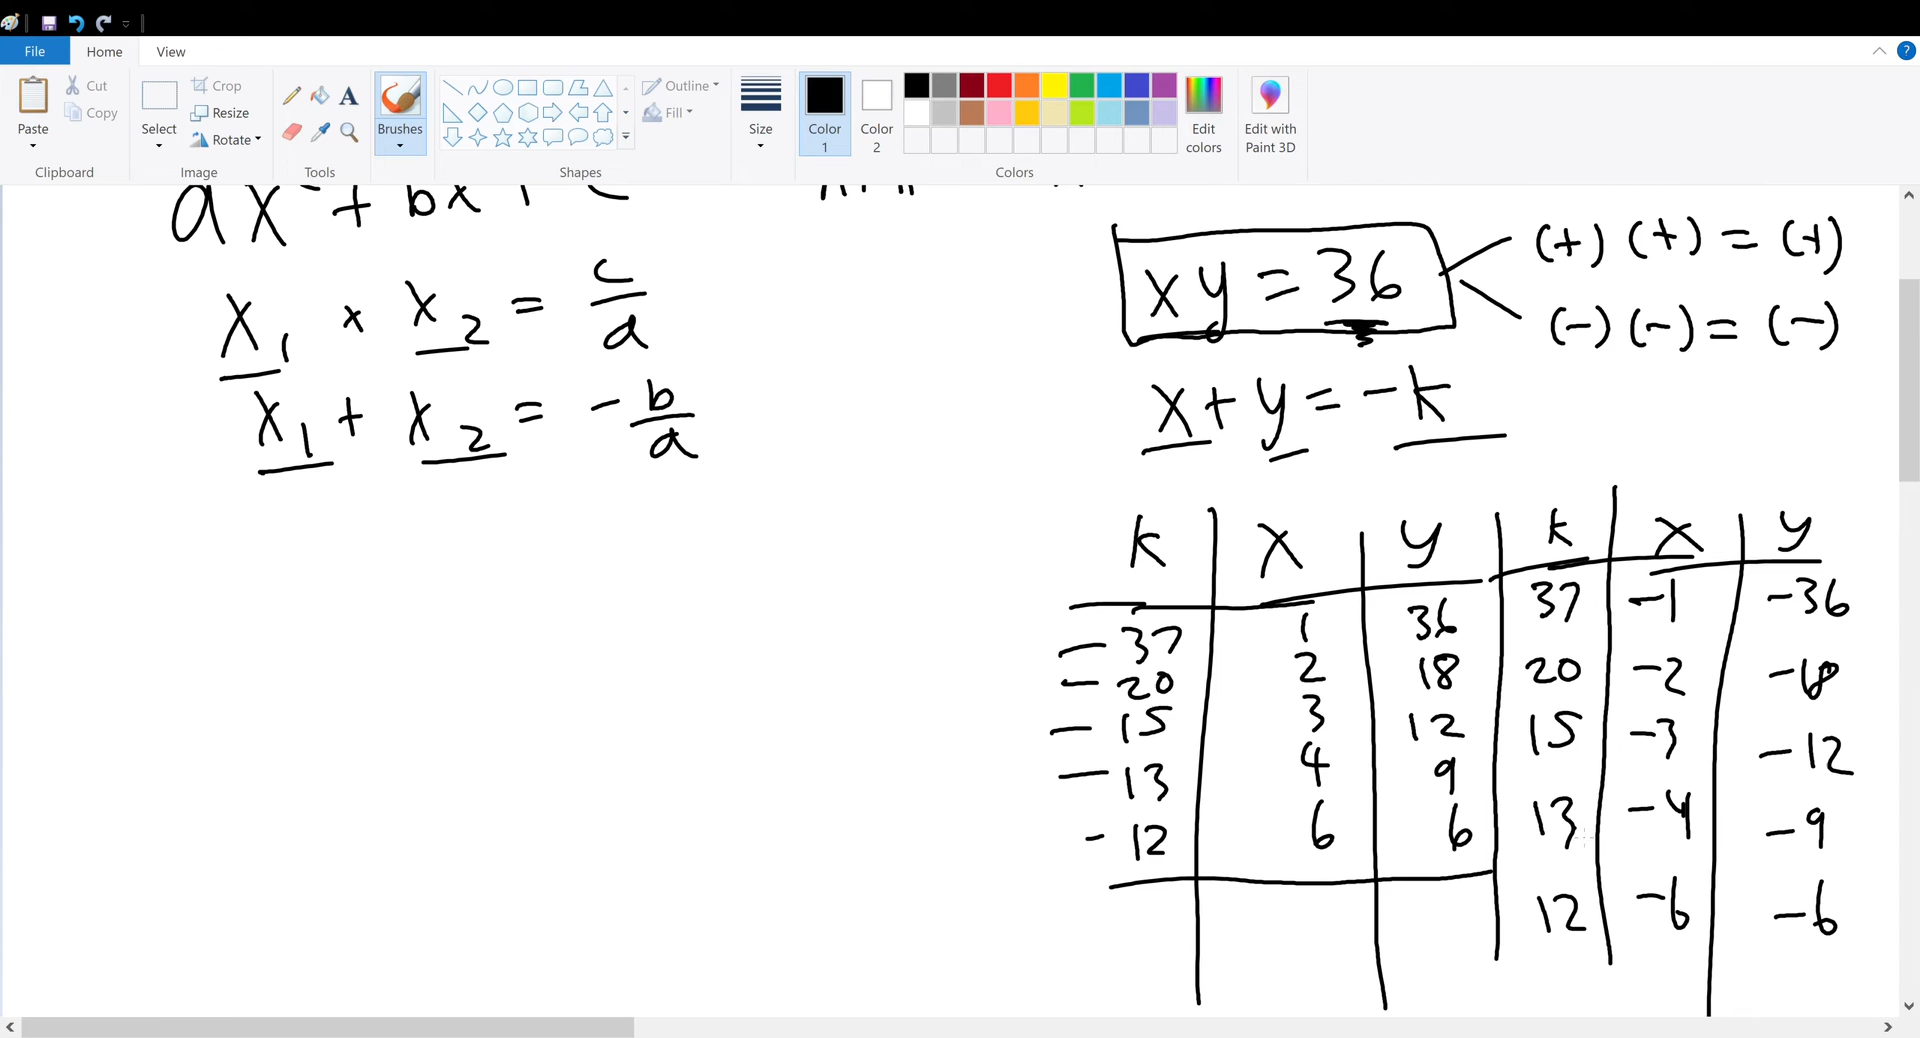 File Home View
Paste Cut Copy Select Crop Resize Rotate Brushes Size Outline Fill Color 1 Color 2 Edit colors Edit with Paint 3D
Clipboard Image Tools Shapes Colors
ax² + bx + c
x₁ × x₂ = c/a
x₁ + x₂ = -b/a
xy = 36
(+) (+) = (+)
(-) (-) = (-)
x + y = -k
k x y k x y
-37 1 36 37 -1 -36
-20 2 18 20 -2 -18
-15 3 12 15 -3 -12
-13 4 9 13 -4 -9
-12 6 6 12 -6 -6